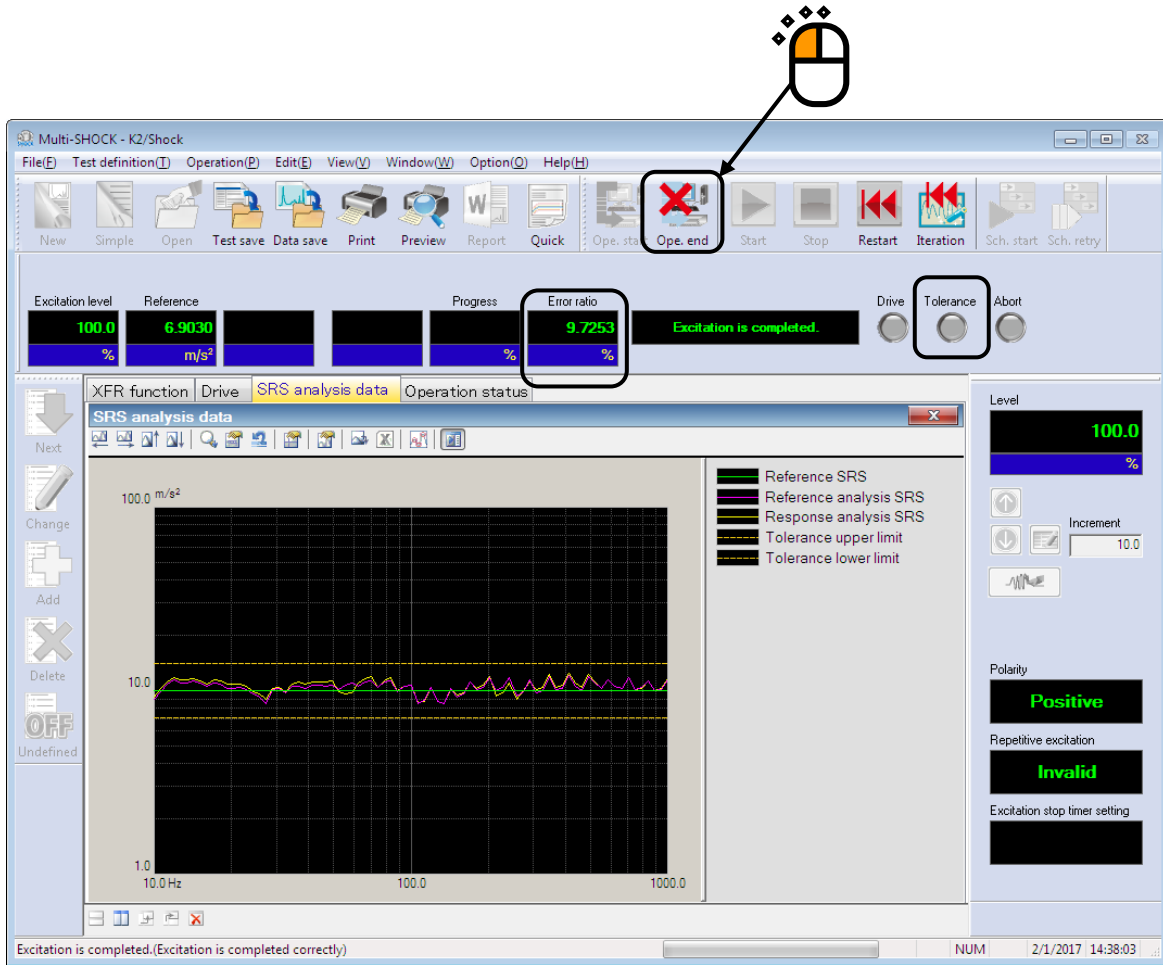 Multi-SHOCK - K2/Shock
File(F) Test definition(T) Operation(P) Edit(E) View(V) Window(W) Option(O) Help(H)
New Simple Open Test save Data save Print Preview Report Quick Ope. start Ope. end Start Stop Restart Iteration Sch. start Sch. retry
Excitation level Reference Progress Error ratio Drive Tolerance Abort
100.0 6.9030 9.7253 Excitation is completed.
% m/s² % %
XFR function Drive SRS analysis data Operation status
SRS analysis data
Next
Change
Add
Delete
OFF
Undefined
100.0 m/s²
10.0
1.0
10.0 Hz 100.0 1000.0
Reference SRS
Reference analysis SRS
Response analysis SRS
Tolerance upper limit
Tolerance lower limit
Level
100.0
%
Increment
10.0
Polarity
Positive
Repetitive excitation
Invalid
Excitation stop timer setting
Excitation is completed.(Excitation is completed correctly) NUM 2/1/2017 14:38:03